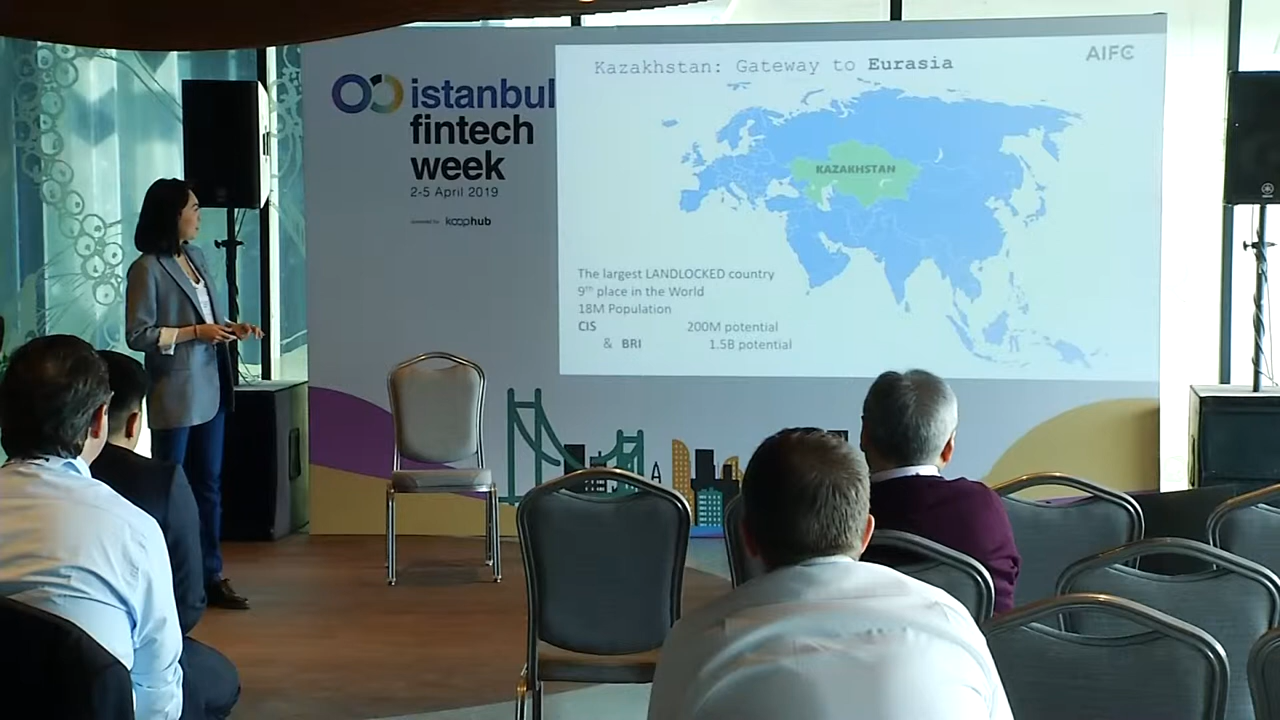 istanbul
fintech
week
2-5 April 2019
powered by koophub
AIFC
Kazakhstan: Gateway to Eurasia
KAZAKHSTAN
The largest LANDLOCKED country
9th place in the World
18M Population
CIS 200M potential
& BRI 1.5B potential